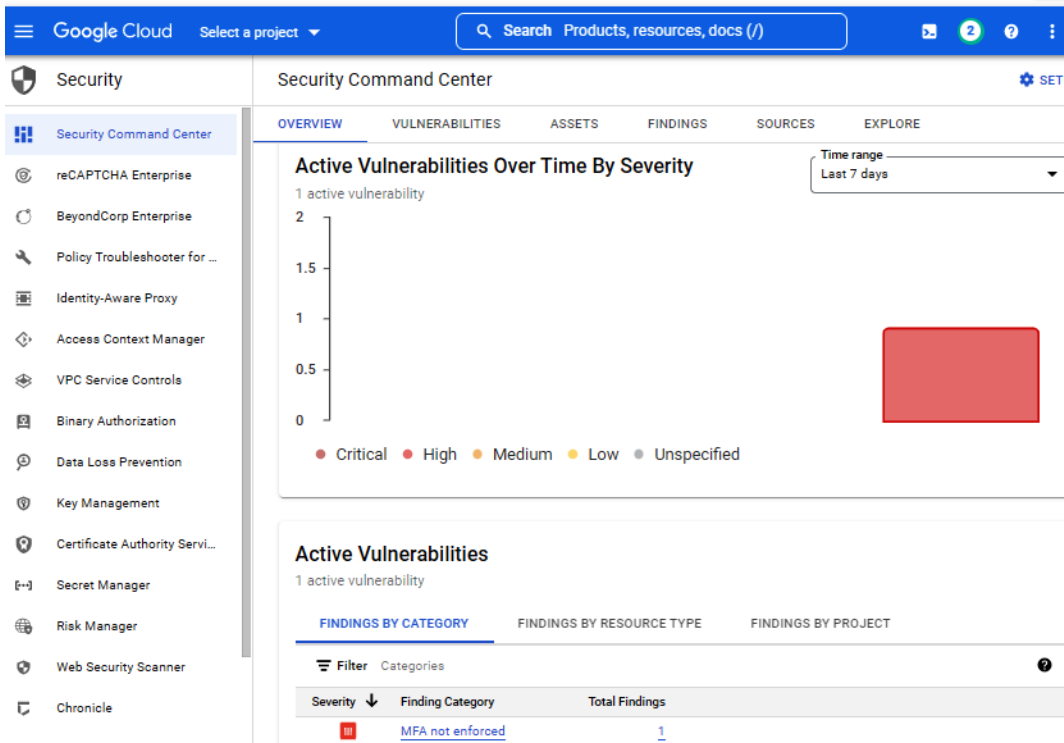 Google Cloud Select a project Search Products, resources, docs (/) 2
Security
Security Command Center
SET
Security Command Center
reCAPTCHA Enterprise
BeyondCorp Enterprise
Policy Troubleshooter for ...
Identity-Aware Proxy
Access Context Manager
VPC Service Controls
Binary Authorization
Data Loss Prevention
Key Management
Certificate Authority Servi...
Secret Manager
Risk Manager
Web Security Scanner
Chronicle
OVERVIEW VULNERABILITIES ASSETS FINDINGS SOURCES EXPLORE
Active Vulnerabilities Over Time By Severity
Time range
Last 7 days
1 active vulnerability
2
1.5
1
0.5
0
Critical High Medium Low Unspecified
Active Vulnerabilities
1 active vulnerability
FINDINGS BY CATEGORY FINDINGS BY RESOURCE TYPE FINDINGS BY PROJECT
Filter Categories
Severity Finding Category Total Findings
MFA not enforced 1